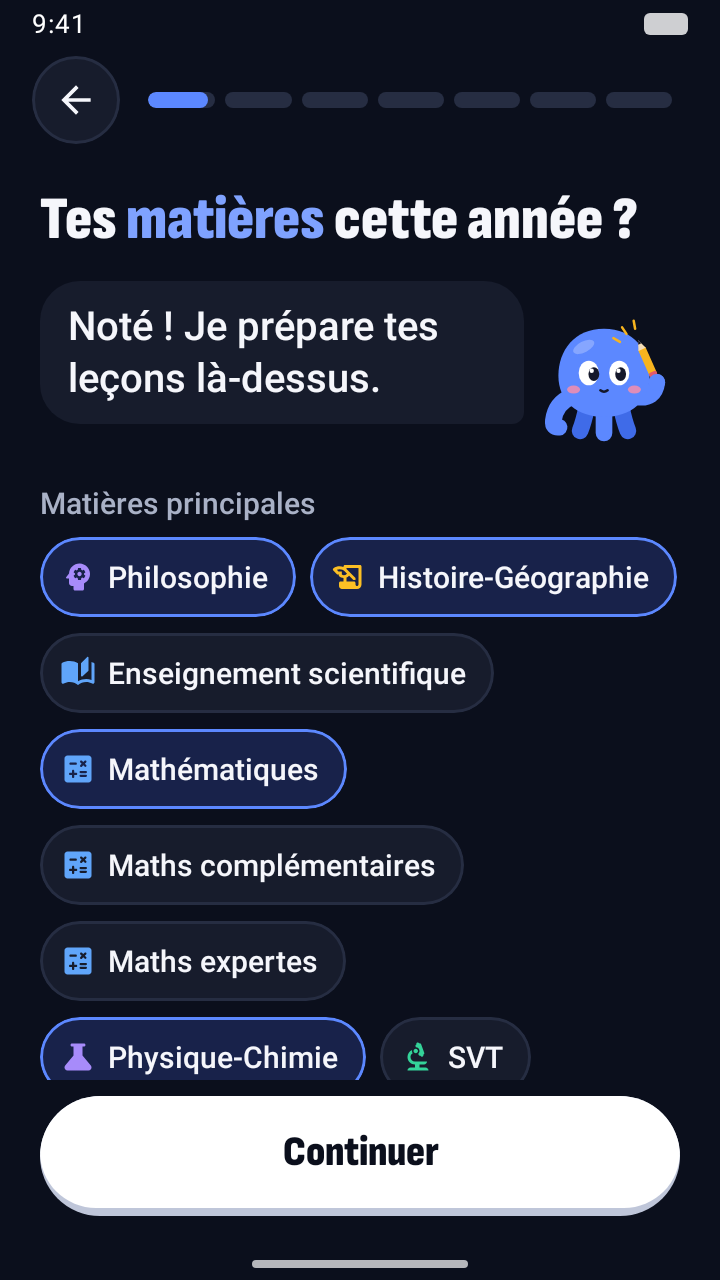 9:41
Tes matières cette année ?
Noté ! Je prépare tes
leçons là-dessus.
Matières principales
Philosophie
Histoire-Géographie
Enseignement scientifique
Mathématiques
Maths complémentaires
Maths expertes
Physique-Chimie
SVT
Continuer